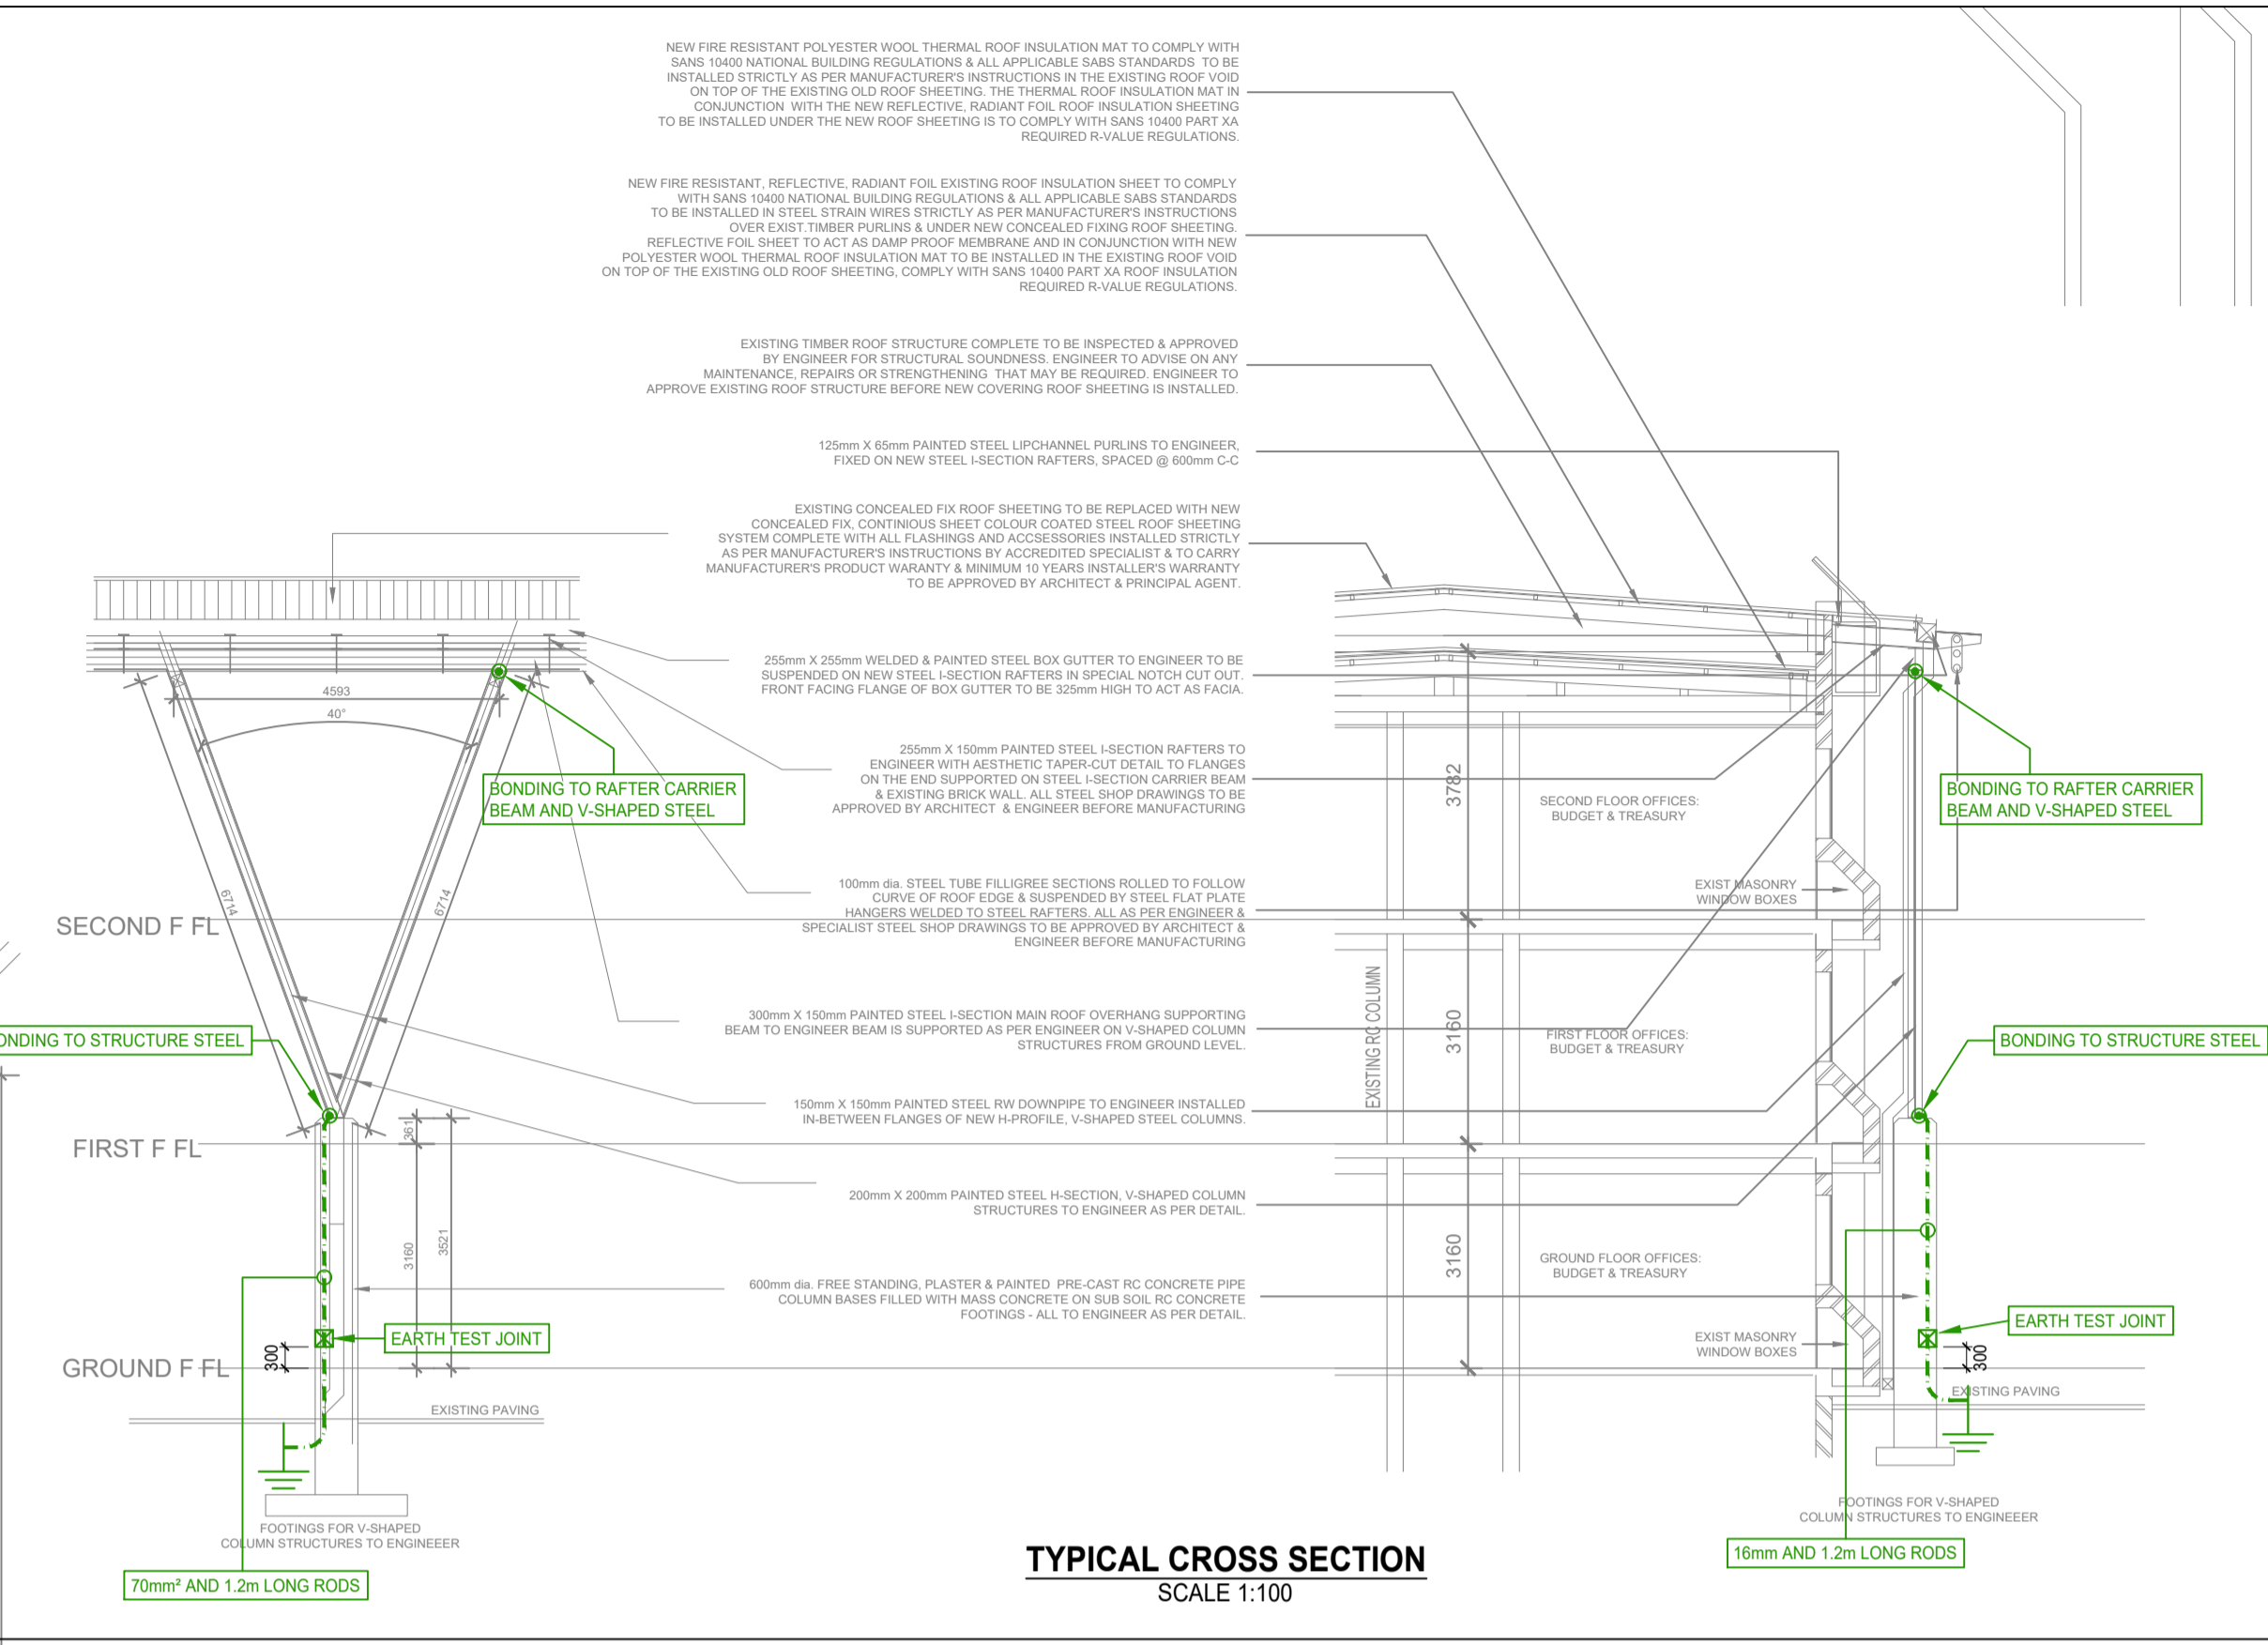 NEW FIRE RESISTANT POLYESTER WOOL THERMAL ROOF INSULATION MAT TO COMPLY WITH
SANS 10400 NATIONAL BUILDING REGULATIONS & ALL APPLICABLE SABS STANDARDS TO BE
INSTALLED STRICTLY AS PER MANUFACTURER'S INSTRUCTIONS IN THE EXISTING ROOF VOID
ON TOP OF THE EXISTING OLD ROOF SHEETING. THE THERMAL ROOF INSULATION MAT IN
CONJUNCTION WITH THE NEW REFLECTIVE, RADIANT FOIL ROOF INSULATION SHEETING
TO BE INSTALLED UNDER THE NEW ROOF SHEETING IS TO COMPLY WITH SANS 10400 PART XA
REQUIRED R-VALUE REGULATIONS.
NEW FIRE RESISTANT, REFLECTIVE, RADIANT FOIL EXISTING ROOF INSULATION SHEET TO COMPLY
WITH SANS 10400 NATIONAL BUILDING REGULATIONS & ALL APPLICABLE SABS STANDARDS
TO BE INSTALLED IN STEEL STRAIN WIRES STRICTLY AS PER MANUFACTURER'S INSTRUCTIONS
OVER EXIST.TIMBER PURLINS & UNDER NEW CONCEALED FIXING ROOF SHEETING.
REFLECTIVE FOIL SHEET TO ACT AS DAMP PROOF MEMBRANE AND IN CONJUNCTION WITH NEW
POLYESTER WOOL THERMAL ROOF INSULATION MAT TO BE INSTALLED IN THE EXISTING ROOF VOID
ON TOP OF THE EXISTING OLD ROOF SHEETING, COMPLY WITH SANS 10400 PART XA ROOF INSULATION
REQUIRED R-VALUE REGULATIONS.
EXISTING TIMBER ROOF STRUCTURE COMPLETE TO BE INSPECTED & APPROVED
BY ENGINEER FOR STRUCTURAL SOUNDNESS. ENGINEER TO ADVISE ON ANY
MAINTENANCE, REPAIRS OR STRENGTHENING THAT MAY BE REQUIRED. ENGINEER TO
APPROVE EXISTING ROOF STRUCTURE BEFORE NEW COVERING ROOF SHEETING IS INSTALLED.
125mm X 65mm PAINTED STEEL LIPCHANNEL PURLINS TO ENGINEER,
FIXED ON NEW STEEL I-SECTION RAFTERS, SPACED @ 600mm C-C
EXISTING CONCEALED FIX ROOF SHEETING TO BE REPLACED WITH NEW
CONCEALED FIX, CONTINIOUS SHEET COLOUR COATED STEEL ROOF SHEETING
SYSTEM COMPLETE WITH ALL FLASHINGS AND ACCSESSORIES INSTALLED STRICTLY
AS PER MANUFACTURER'S INSTRUCTIONS BY ACCREDITED SPECIALIST & TO CARRY
MANUFACTURER'S PRODUCT WARANTY & MINIMUM 10 YEARS INSTALLER'S WARRANTY
TO BE APPROVED BY ARCHITECT & PRINCIPAL AGENT.
255mm X 255mm WELDED & PAINTED STEEL BOX GUTTER TO ENGINEER TO BE
SUSPENDED ON NEW STEEL I-SECTION RAFTERS IN SPECIAL NOTCH CUT OUT.
FRONT FACING FLANGE OF BOX GUTTER TO BE 325mm HIGH TO ACT AS FACIA.
255mm X 150mm PAINTED STEEL I-SECTION RAFTERS TO
ENGINEER WITH AESTHETIC TAPER-CUT DETAIL TO FLANGES
ON THE END SUPPORTED ON STEEL I-SECTION CARRIER BEAM
& EXISTING BRICK WALL. ALL STEEL SHOP DRAWINGS TO BE
APPROVED BY ARCHITECT & ENGINEER BEFORE MANUFACTURING
100mm dia. STEEL TUBE FILLIGREE SECTIONS ROLLED TO FOLLOW
CURVE OF ROOF EDGE & SUSPENDED BY STEEL FLAT PLATE
HANGERS WELDED TO STEEL RAFTERS. ALL AS PER ENGINEER &
SPECIALIST STEEL SHOP DRAWINGS TO BE APPROVED BY ARCHITECT &
ENGINEER BEFORE MANUFACTURING
300mm X 150mm PAINTED STEEL I-SECTION MAIN ROOF OVERHANG SUPPORTING
BEAM TO ENGINEER BEAM IS SUPPORTED AS PER ENGINEER ON V-SHAPED COLUMN
STRUCTURES FROM GROUND LEVEL.
150mm X 150mm PAINTED STEEL RW DOWNPIPE TO ENGINEER INSTALLED
IN-BETWEEN FLANGES OF NEW H-PROFILE, V-SHAPED STEEL COLUMNS.
200mm X 200mm PAINTED STEEL H-SECTION, V-SHAPED COLUMN
STRUCTURES TO ENGINEER AS PER DETAIL.
600mm dia. FREE STANDING, PLASTER & PAINTED PRE-CAST RC CONCRETE PIPE
COLUMN BASES FILLED WITH MASS CONCRETE ON SUB SOIL RC CONCRETE
FOOTINGS - ALL TO ENGINEER AS PER DETAIL.
4593
40°
6714
6714
BONDING TO RAFTER CARRIER
BEAM AND V-SHAPED STEEL
SECOND F FL
ONDING TO STRUCTURE STEEL
FIRST F FL
361
3160
3521
EARTH TEST JOINT
300
GROUND F FL
EXISTING PAVING
FOOTINGS FOR V-SHAPED
COLUMN STRUCTURES TO ENGINEEER
70mm² AND 1.2m LONG RODS
3782
3160
3160
EXISTING RC COLUMN
SECOND FLOOR OFFICES:
BUDGET & TREASURY
EXIST MASONRY
WINDOW BOXES
FIRST FLOOR OFFICES:
BUDGET & TREASURY
GROUND FLOOR OFFICES:
BUDGET & TREASURY
EXIST MASONRY
WINDOW BOXES
BONDING TO RAFTER CARRIER
BEAM AND V-SHAPED STEEL
BONDING TO STRUCTURE STEEL
EARTH TEST JOINT
300
EXISTING PAVING
FOOTINGS FOR V-SHAPED
COLUMN STRUCTURES TO ENGINEEER
16mm AND 1.2m LONG RODS
TYPICAL CROSS SECTION
SCALE 1:100